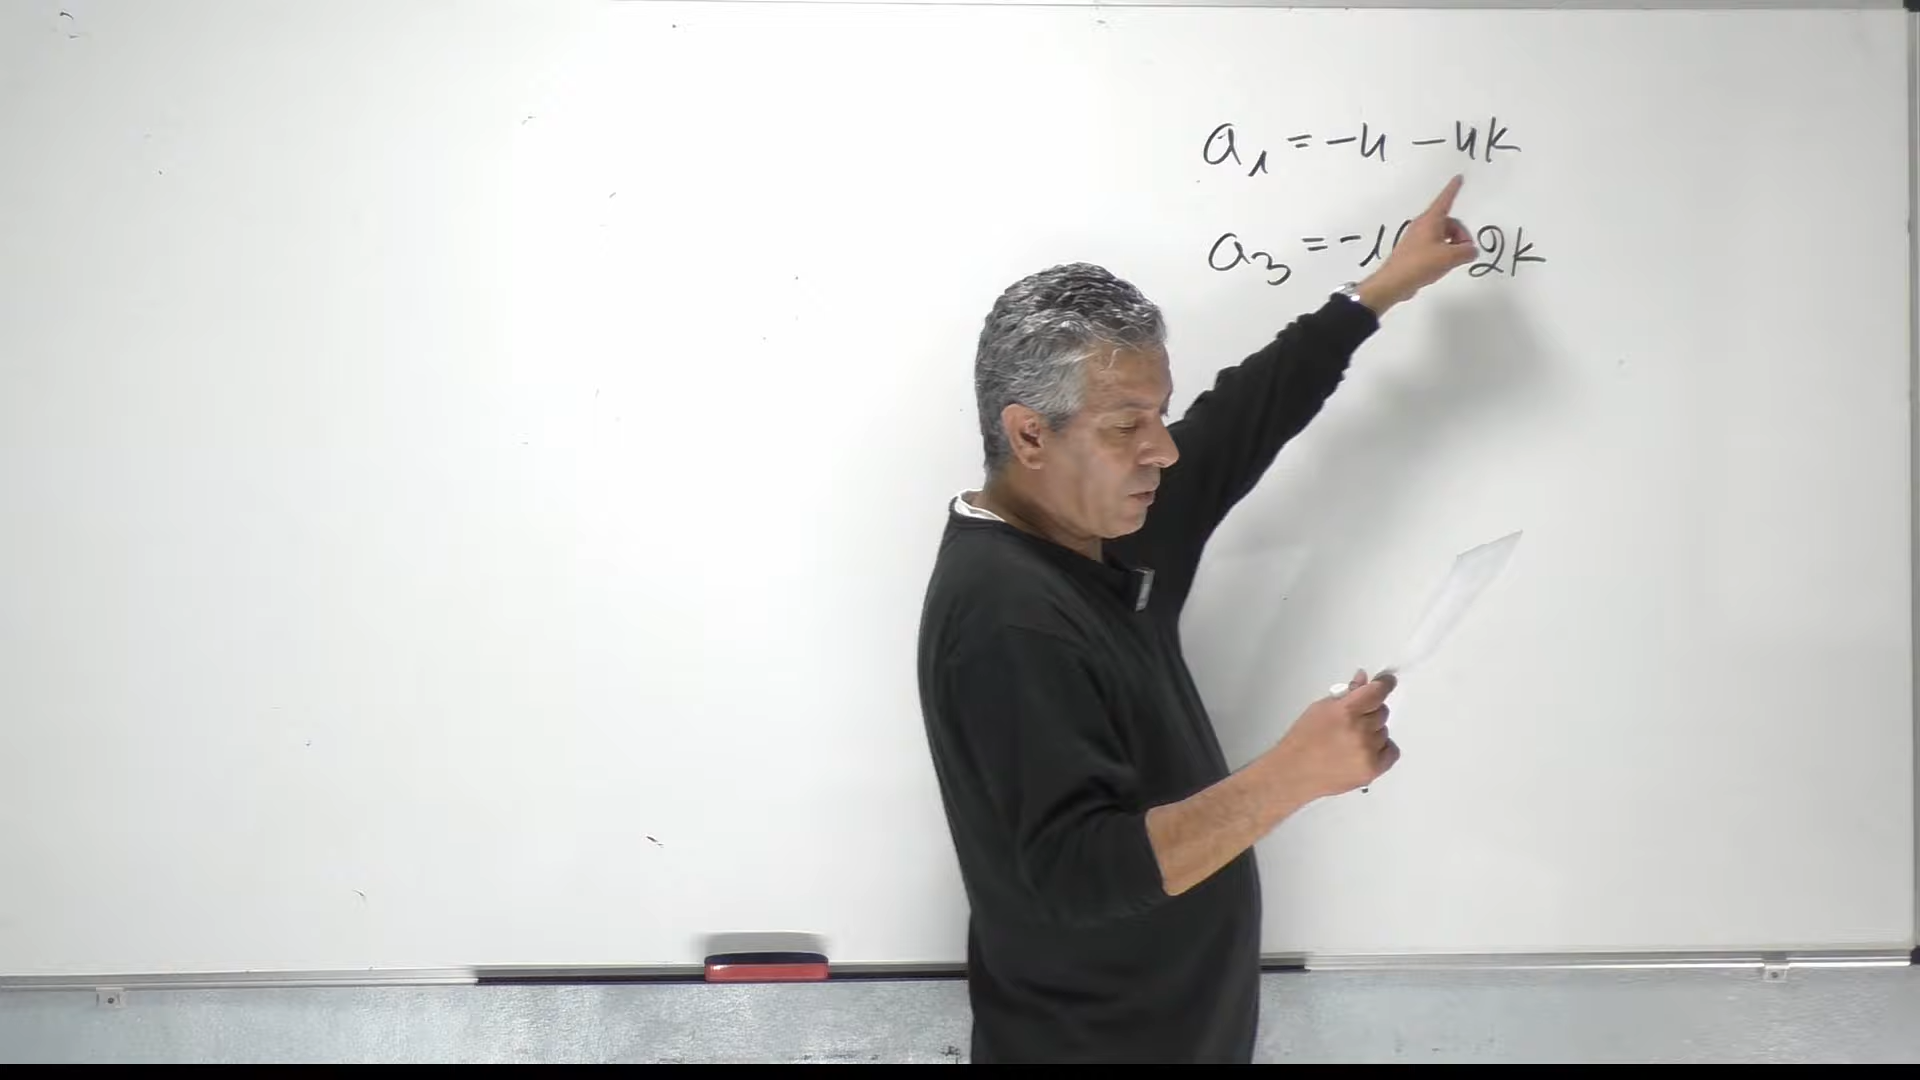 a₁ = -4 - 4k
a₃ = -1 2k